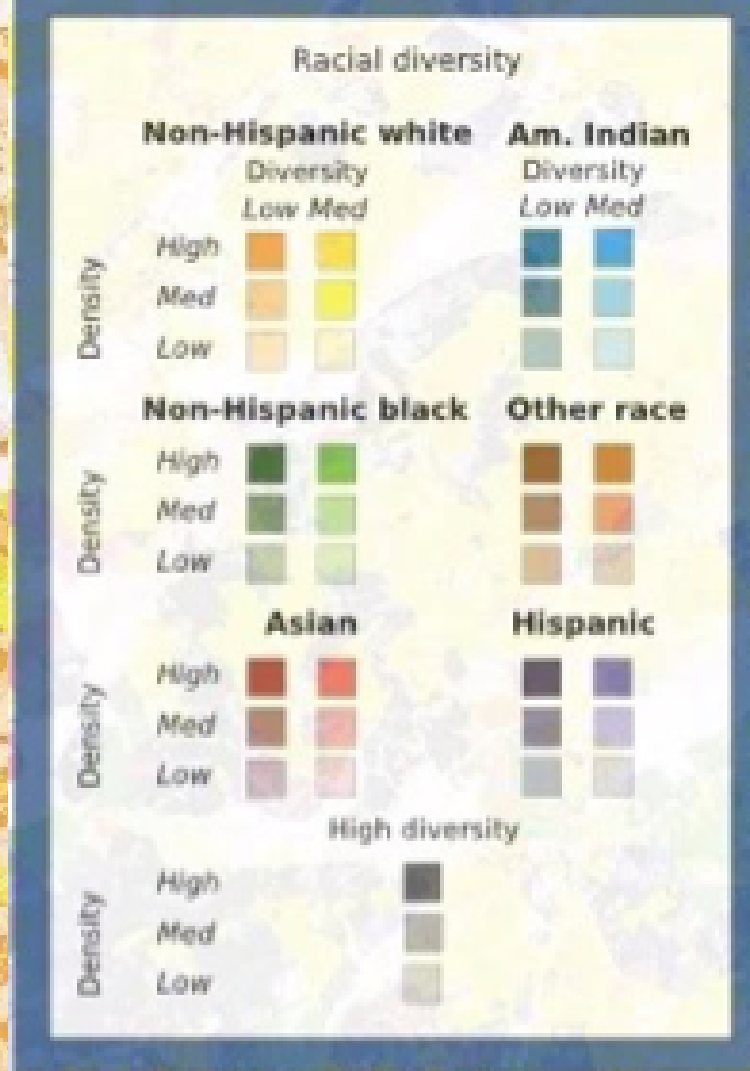 Racial diversity
Non-Hispanic white Am. Indian
Diversity Diversity
Low Med Low Med
Density
High
Med
Low
Non-Hispanic black Other race
Density
High
Med
Low
Asian Hispanic
Density
High
Med
Low
High diversity
Density
High
Med
Low